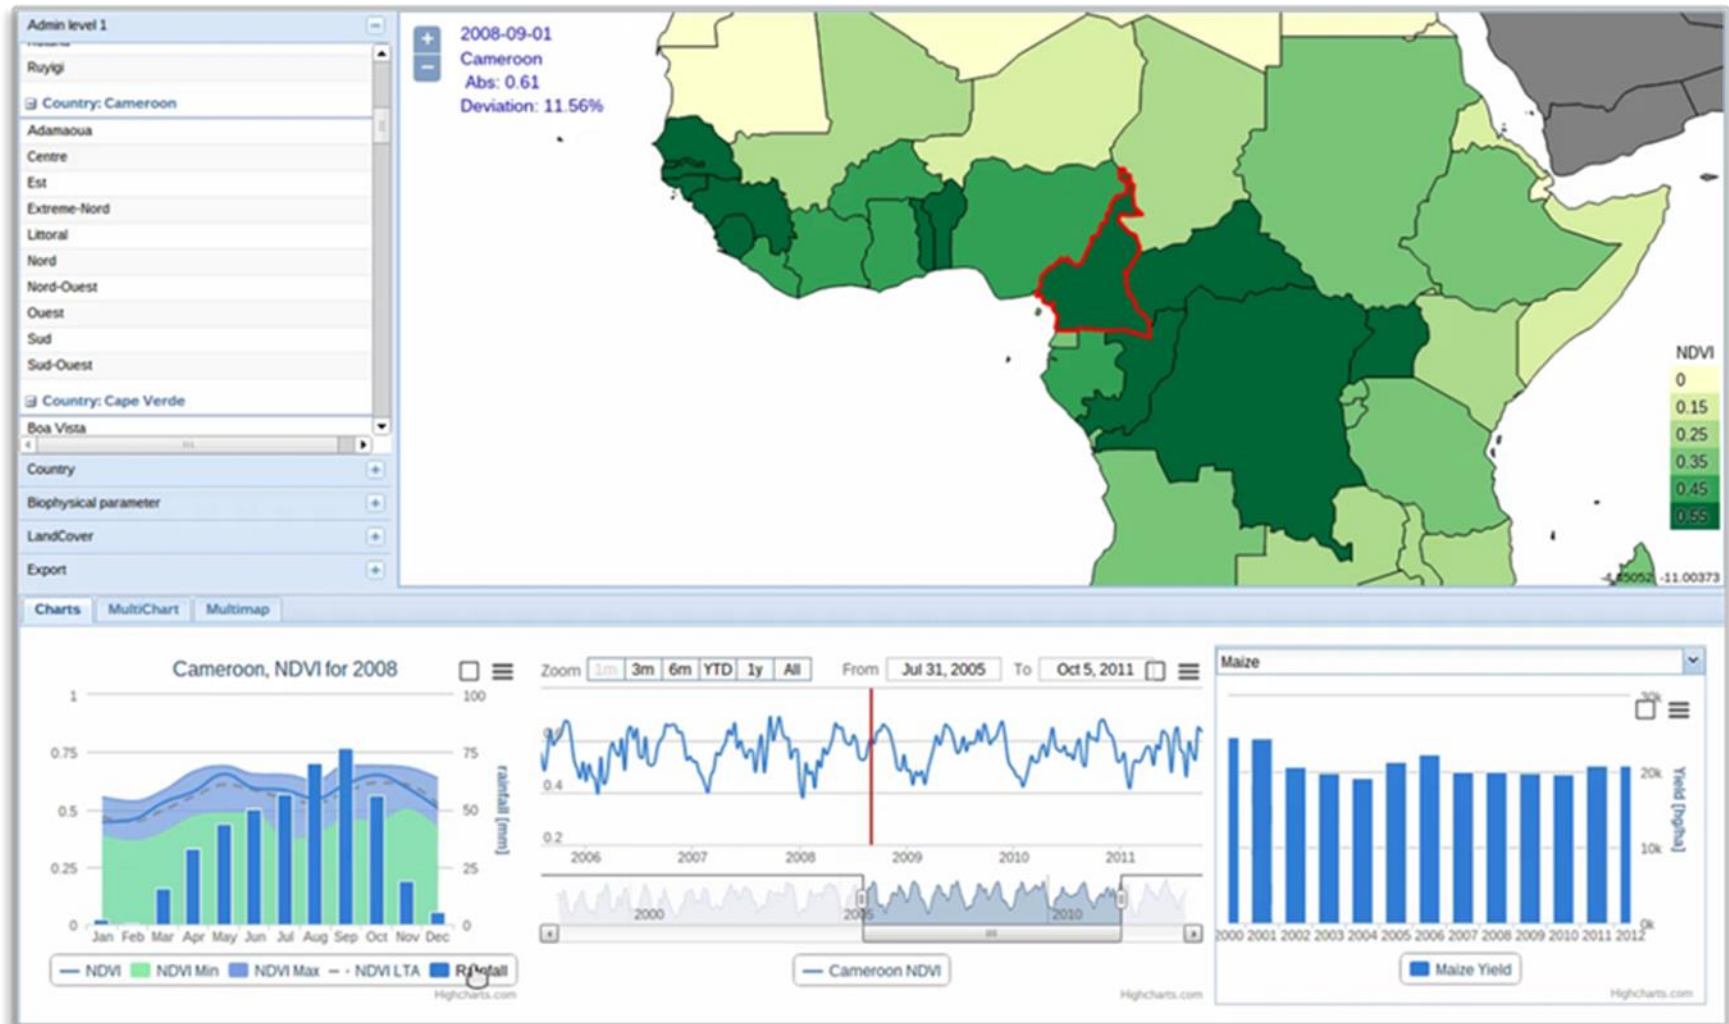 Admin level 1
Ruyigi
Country: Cameroon
Adamaoua
Centre
Est
Extreme-Nord
Littoral
Nord
Nord-Ouest
Ouest
Sud
Sud-Ouest
Country: Cape Verde
Boa Vista
Country
Biophysical parameter
LandCover
Export
2008-09-01
Cameroon
Abs: 0.61
Deviation: 11.56%
NDVI
0
0.15
0.25
0.35
0.45
0.55
-11.00373
Charts MultiChart Multimap
Cameroon, NDVI for 2008
1 100
0.75 75
0.5 50
0.25 25
0 0
rainfall [mm]
Jan Feb Mar Apr May Jun Jul Aug Sep Oct Nov Dec
NDVI NDVI Min NDVI Max NDVI LTA Rainfall
Highcharts.com
Zoom 1m 3m 6m YTD 1y All From Jul 31, 2005 To Oct 5, 2011
0.6
0.4
0.2
2006 2007 2008 2009 2010 2011
2000 2005 2010
Cameroon NDVI
Highcharts.com
Maize
30k
20k
10k
0k
Yield [hg/ha]
2000 2001 2002 2003 2004 2005 2006 2007 2008 2009 2010 2011 2012
Maize Yield
Highcharts.com